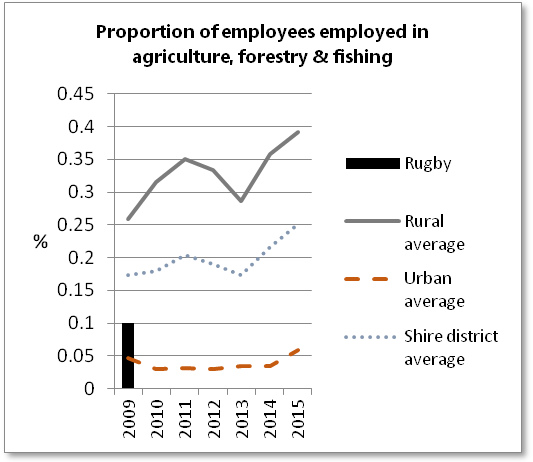 Proportion of employees employed in
agriculture, forestry & fishing
0.45
0.4
0.35
0.3
0.25
0.2
0.15
0.1
0.05
0
%
2009
2010
2011
2012
2013
2014
2015
Rugby
Rural
average
Urban
average
Shire district
average